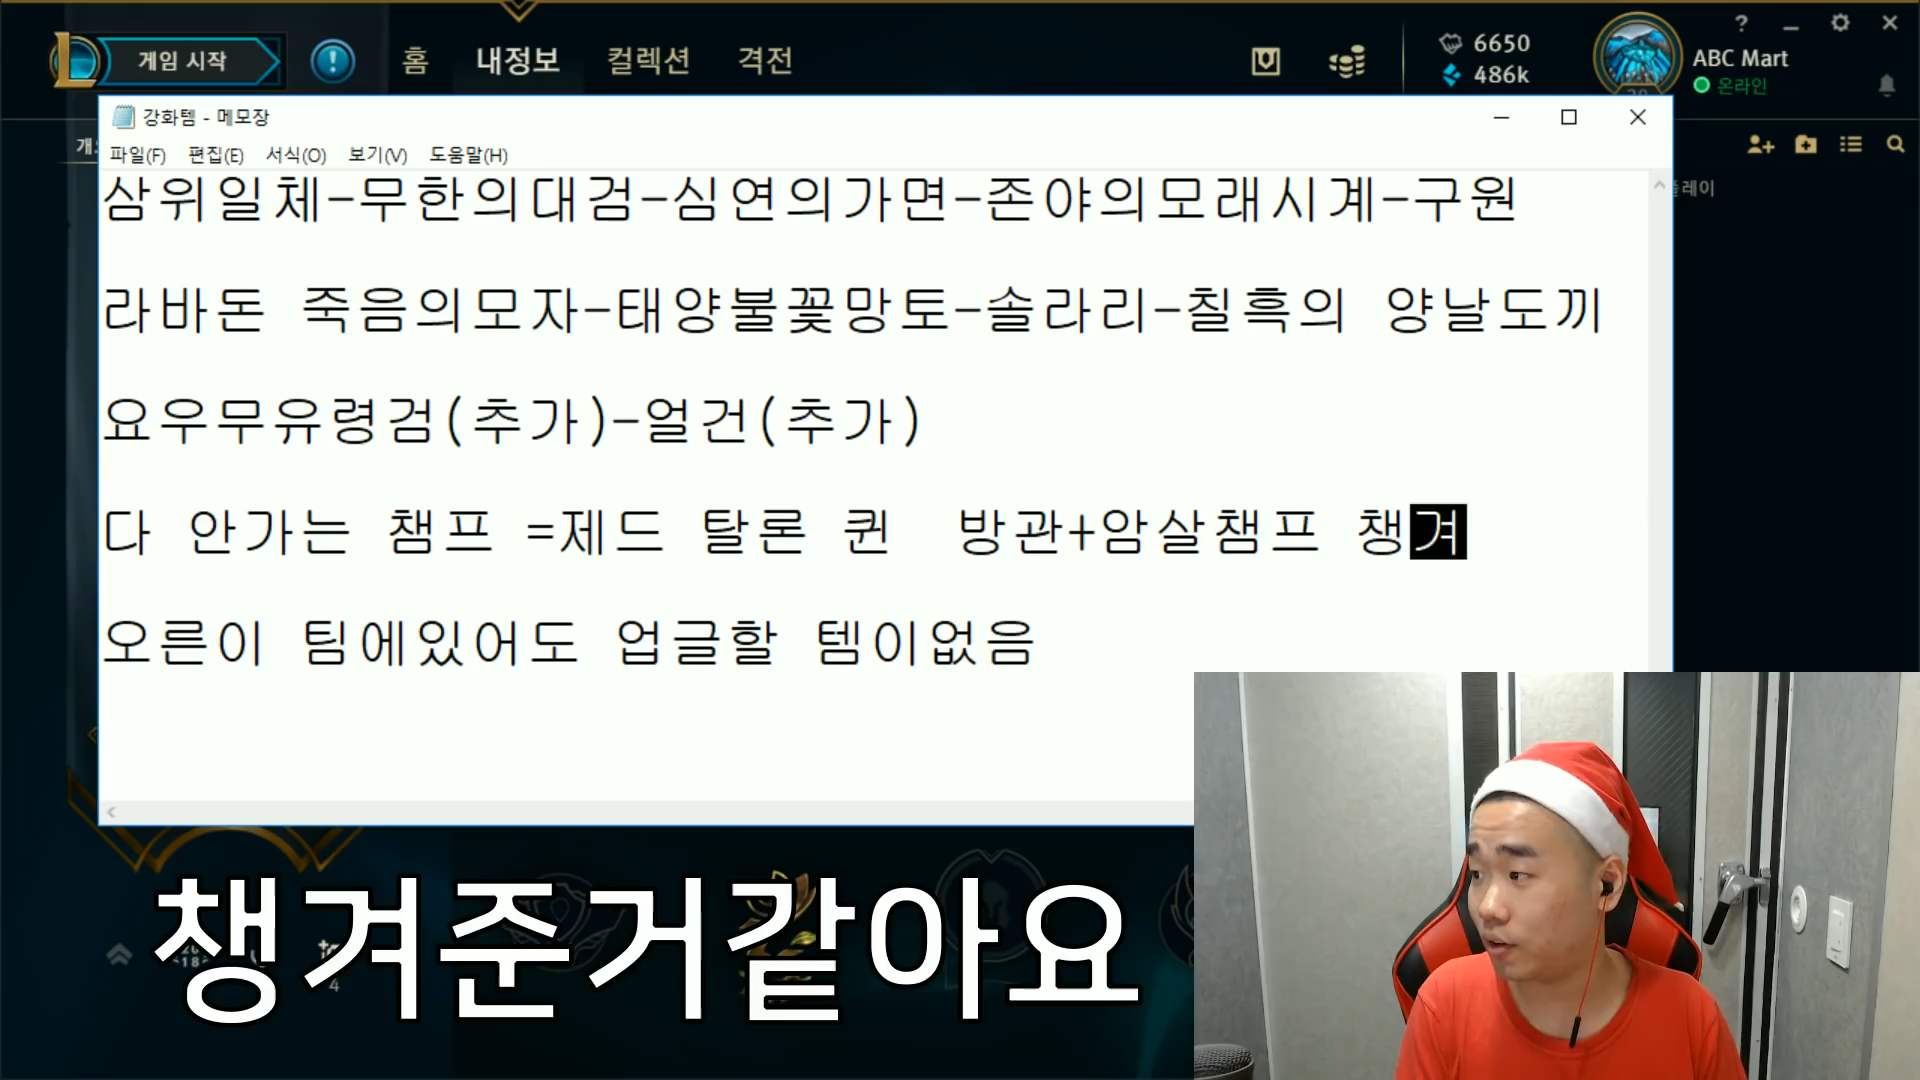 게임 시작
홈
내정보
컬렉션
격전
6650
486k
ABC Mart
온라인
강화템 - 메모장
파일(F) 편집(E) 서식(O) 보기(V) 도움말(H)
삼위일체-무한의대검-심연의가면-존야의모래시계-구원
라바돈 죽음의모자-태양불꽃망토-솔라리-칠흑의 양날도끼
요우무유령검(추가)-얼건(추가)
다 안가는 챔프 =제드 탈론 퀸 방관+암살챔프 챙겨
오른이 팀에있어도 업글할 템이없음
챙겨준거같아요